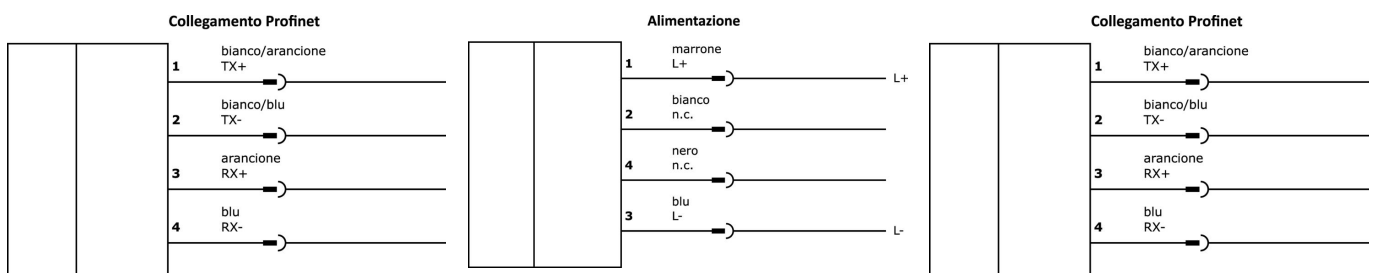 Collegamento Profinet
bianco/arancione
1 TX+
bianco/blu
2 TX-
arancione
3 RX+
blu
4 RX-
Alimentazione
marrone
1 L+
L+
bianco
2 n.c.
nero
4 n.c.
blu
3 L-
L-
Collegamento Profinet
bianco/arancione
1 TX+
bianco/blu
2 TX-
arancione
3 RX+
blu
4 RX-